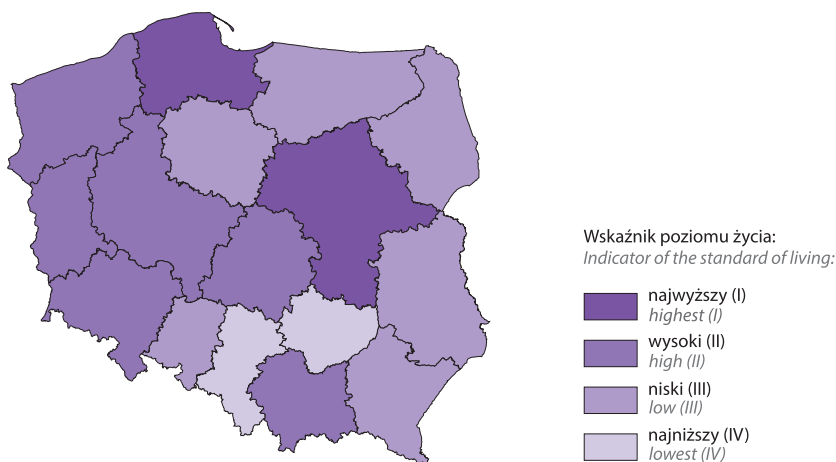 Wskaźnik poziomu życia:
Indicator of the standard of living:
najwyższy (I)
highest (I)
wysoki (II)
high (II)
niski (III)
low (III)
najniższy (IV)
lowest (IV)